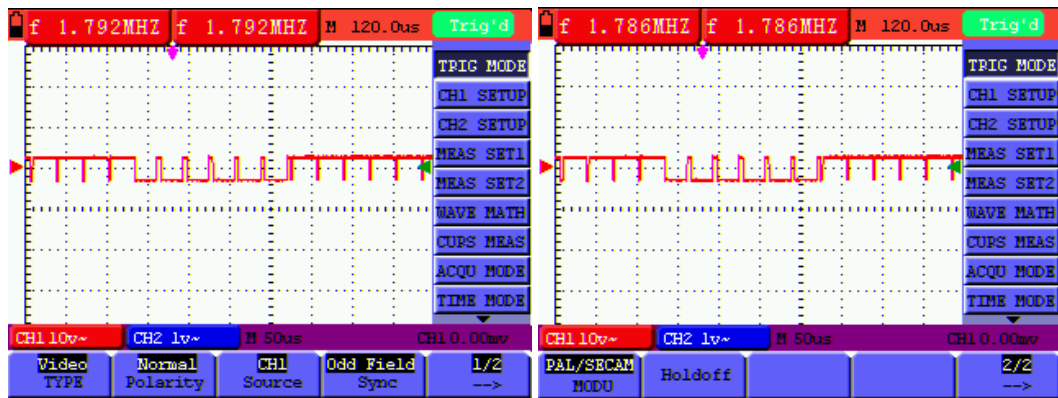 f 1.792MHZ f 1.792MHZ M 120.0us Trig'd
TRIG MODE
CH1 SETUP
CH2 SETUP
MEAS SET1
MEAS SET2
WAVE MATH
CURS MEAS
ACQU MODE
TIME MODE
CH1 10v~ CH2 1v~ M 50us CH1 0.00mv
Video Normal CH1 Odd Field 1/2
TYPE Polarity Source Sync -->
f 1.786MHZ f 1.786MHZ M 120.0us Trig'd
TRIG MODE
CH1 SETUP
CH2 SETUP
MEAS SET1
MEAS SET2
WAVE MATH
CURS MEAS
ACQU MODE
TIME MODE
CH1 10v~ CH2 1v~ M 50us CH1 0.00mv
PAL/SECAM Holdoff 2/2
MODU -->